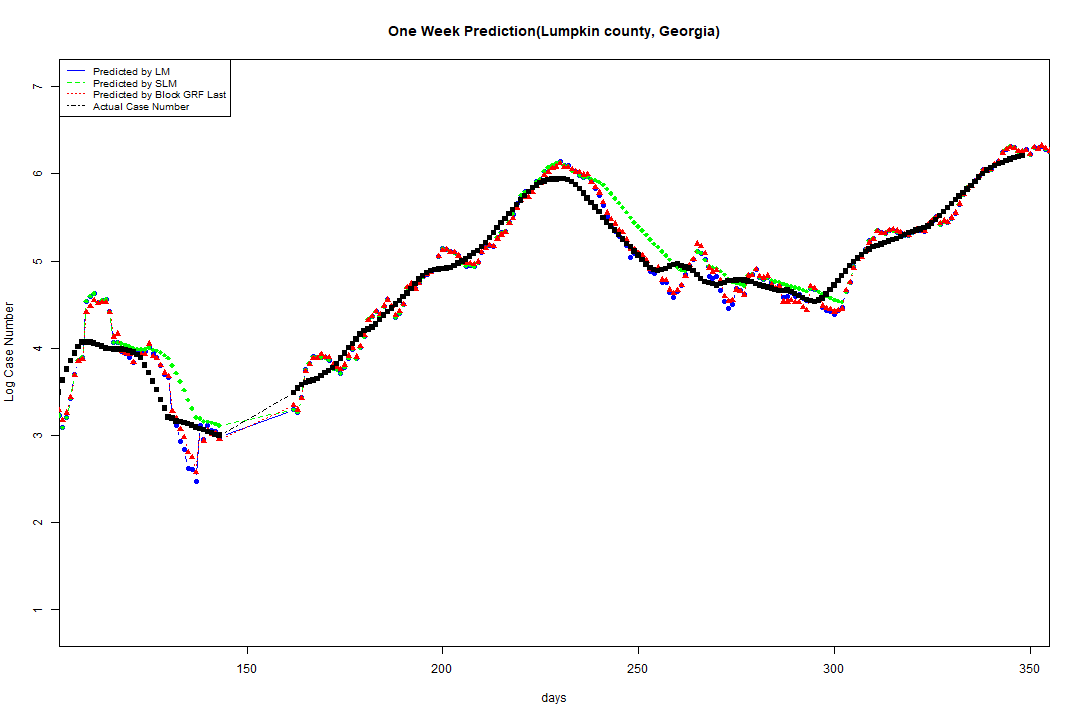 One Week Prediction(Lumpkin county, Georgia)
Predicted by LM
Predicted by SLM
Predicted by Block GRF Last
Actual Case Number
7
6
5
4
3
2
1
Log Case Number
150 200 250 300 350
days